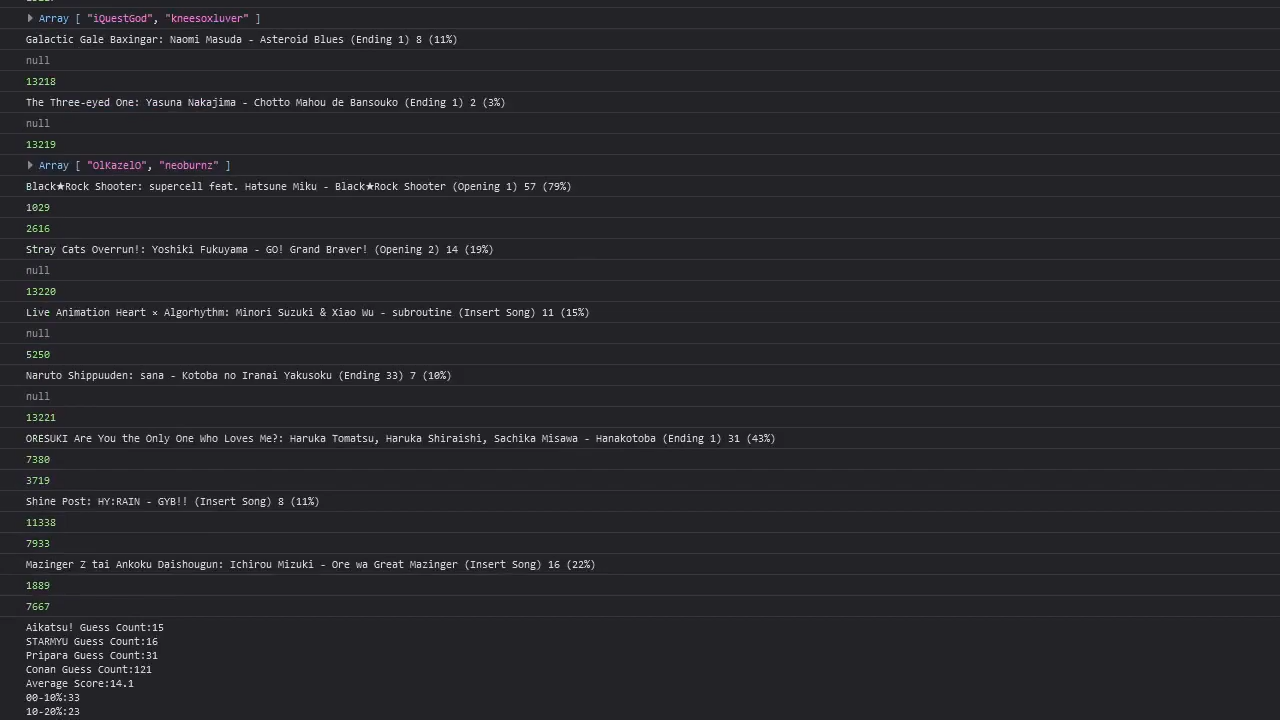 Array [ "iQuestGod", "kneesoxluver" ]
Galactic Gale Baxingar: Naomi Masuda - Asteroid Blues (Ending 1) 8 (11%)
null
13218
The Three-eyed One: Yasuna Nakajima - Chotto Mahou de Bansouko (Ending 1) 2 (3%)
null
13219
Array [ "OlKazelO", "neoburnz" ]
Black★Rock Shooter: supercell feat. Hatsune Miku - Black★Rock Shooter (Opening 1) 57 (79%)
1029
2616
Stray Cats Overrun!: Yoshiki Fukuyama - GO! Grand Braver! (Opening 2) 14 (19%)
null
13220
Live Animation Heart × Algorhythm: Minori Suzuki & Xiao Wu - subroutine (Insert Song) 11 (15%)
null
5250
Naruto Shippuuden: sana - Kotoba no Iranai Yakusoku (Ending 33) 7 (10%)
null
13221
ORESUKI Are You the Only One Who Loves Me?: Haruka Tomatsu, Haruka Shiraishi, Sachika Misawa - Hanakotoba (Ending 1) 31 (43%)
7380
3719
Shine Post: HY:RAIN - GYB!! (Insert Song) 8 (11%)
11338
7933
Mazinger Z tai Ankoku Daishougun: Ichirou Mizuki - Ore wa Great Mazinger (Insert Song) 16 (22%)
1889
7667
Aikatsu! Guess Count:15
STARMYU Guess Count:16
Pripara Guess Count:31
Conan Guess Count:121
Average Score:14.1
00-10%:33
10-20%:23